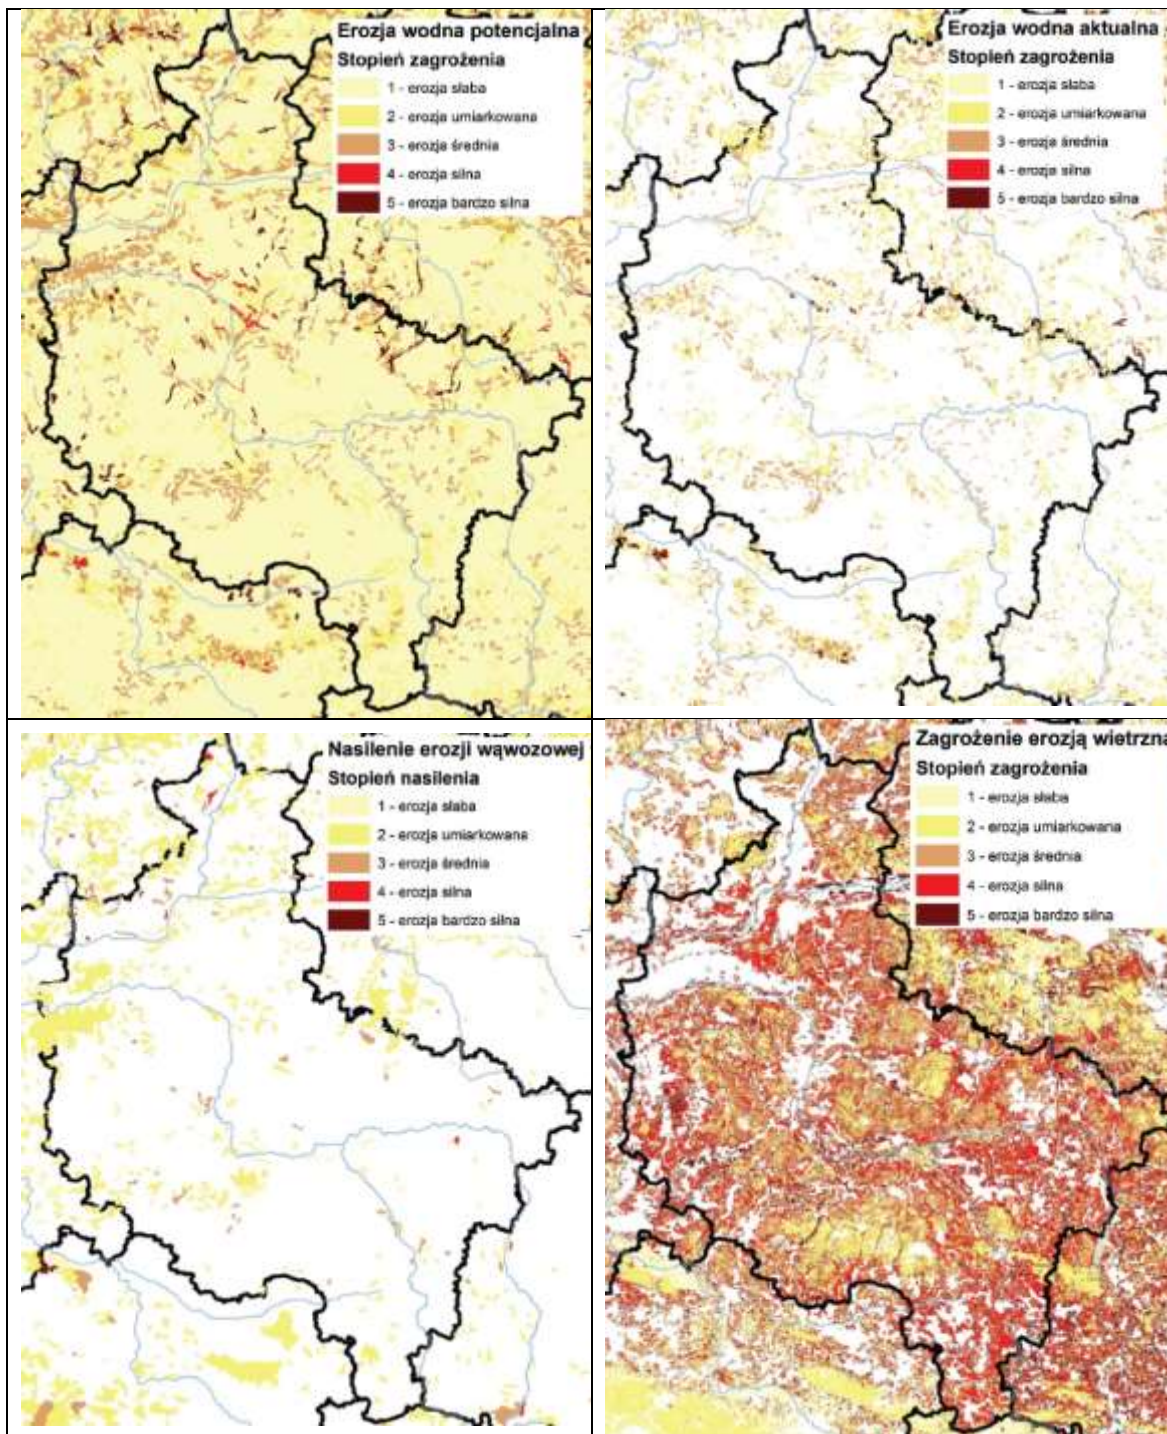 Erozja wodna potencjalna
Stopień zagrożenia
1 - erozja słaba
2 - erozja umiarkowana
3 - erozja średnia
4 - erozja silna
5 - erozja bardzo silna
Erozja wodna aktualna
Stopień zagrożenia
1 - erozja słaba
2 - erozja umiarkowana
3 - erozja średnia
4 - erozja silna
5 - erozja bardzo silna
Nasilenie erozji wąwozowej
Stopień nasilenia
1 - erozja słaba
2 - erozja umiarkowana
3 - erozja średnia
4 - erozja silna
5 - erozja bardzo silna
Zagrożenie erozją wietrzna
Stopień zagrożenia
1 - erozja słaba
2 - erozja umiarkowana
3 - erozja średnia
4 - erozja silna
5 - erozja bardzo silna